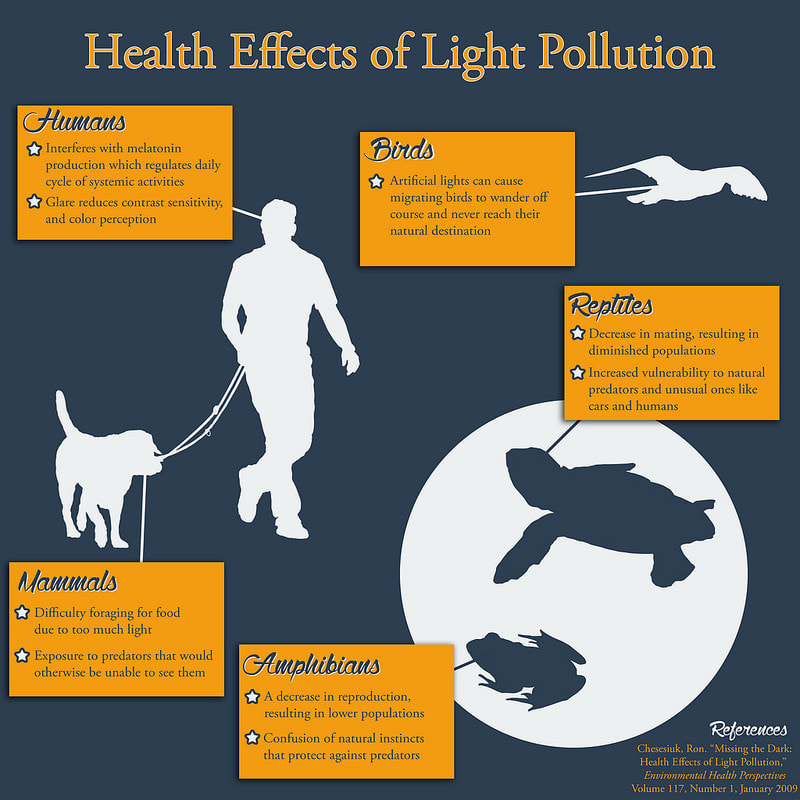 Health Effects of Light Pollution
Humans
Interferes with melatonin
production which regulates daily
cycle of systemic activities
Glare reduces contrast sensitivity,
and color perception
Birds
Artificial lights can cause
migrating birds to wander off
course and never reach their
natural destination
Reptiles
Decrease in mating, resulting in
diminished populations
Increased vulnerability to natural
predators and unusual ones like
cars and humans
Mammals
Difficulty foraging for food
due to too much light
Exposure to predators that would
otherwise be unable to see them
Amphibians
A decrease in reproduction,
resulting in lower populations
Confusion of natural instincts
that protect against predators
References
Chesesiuk, Ron. “Missing the Dark:
Health Effects of Light Pollution,”
Environmental Health Perspectives
Volume 117, Number 1, January 2009